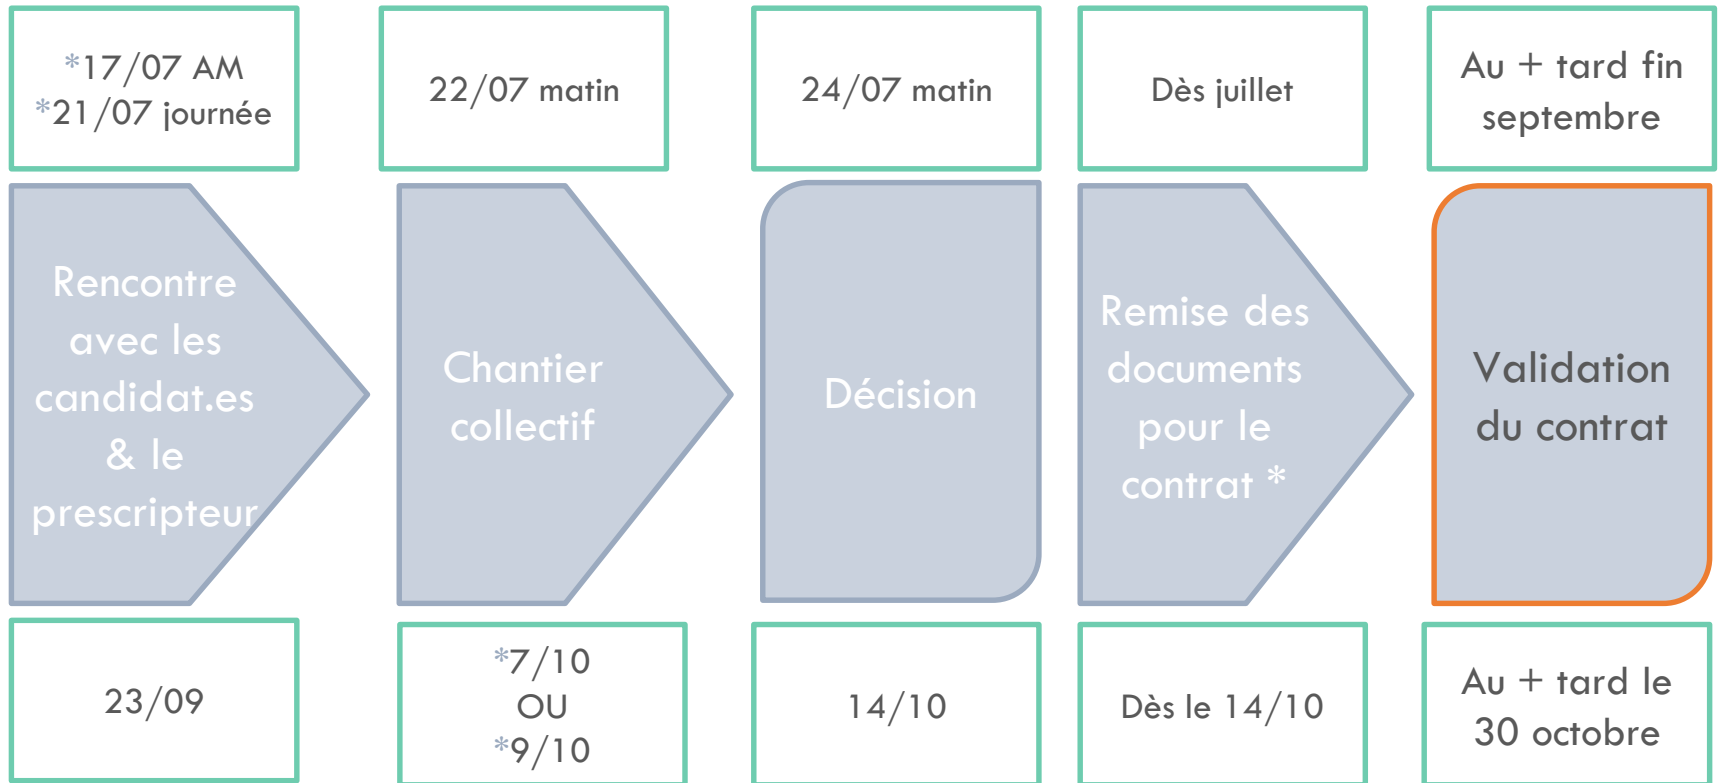 *17/07 AM
*21/07 journée
22/07 matin
24/07 matin
Dès juillet
Au + tard fin
septembre
Rencontre
avec les
candidat.es
& le
prescripteur
Chantier
collectif
Décision
Remise des
documents
pour le
contrat *
Validation
du contrat
23/09
*7/10
OU
*9/10
14/10
Dès le 14/10
Au + tard le
30 octobre